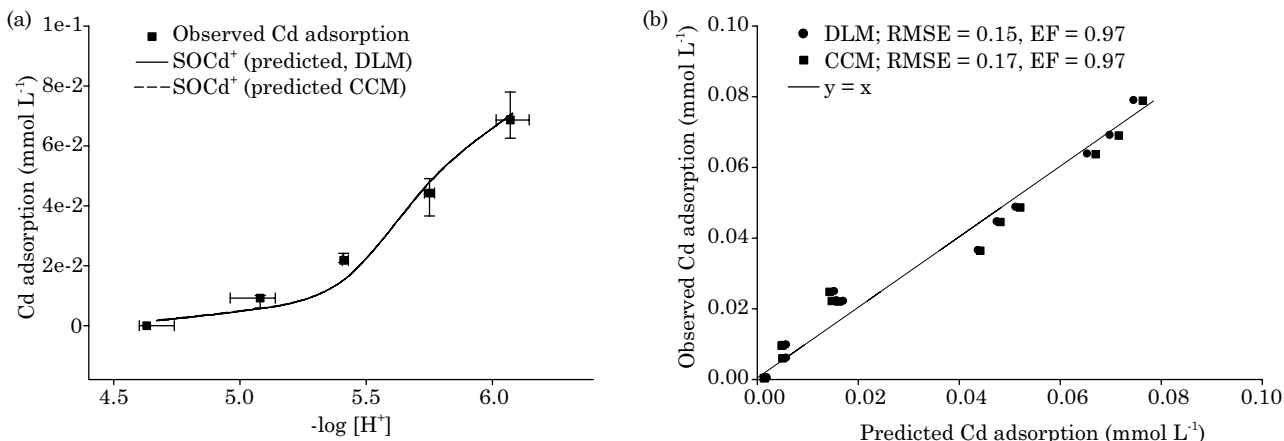 (a)
1e-1
8e-2
6e-2
4e-2
2e-2
0
Cd adsorption (mmol L-1)
Observed Cd adsorption
SOCd+ (predicted, DLM)
SOCd+ (predicted CCM)
4.5 5.0 5.5 6.0
-log [H+]
(b)
0.10
0.08
0.06
0.04
0.02
0.00
Observed Cd adsorption (mmol L-1)
DLM; RMSE = 0.15, EF = 0.97
CCM; RMSE = 0.17, EF = 0.97
y = x
0.00 0.02 0.04 0.06 0.08 0.10
Predicted Cd adsorption (mmol L-1)